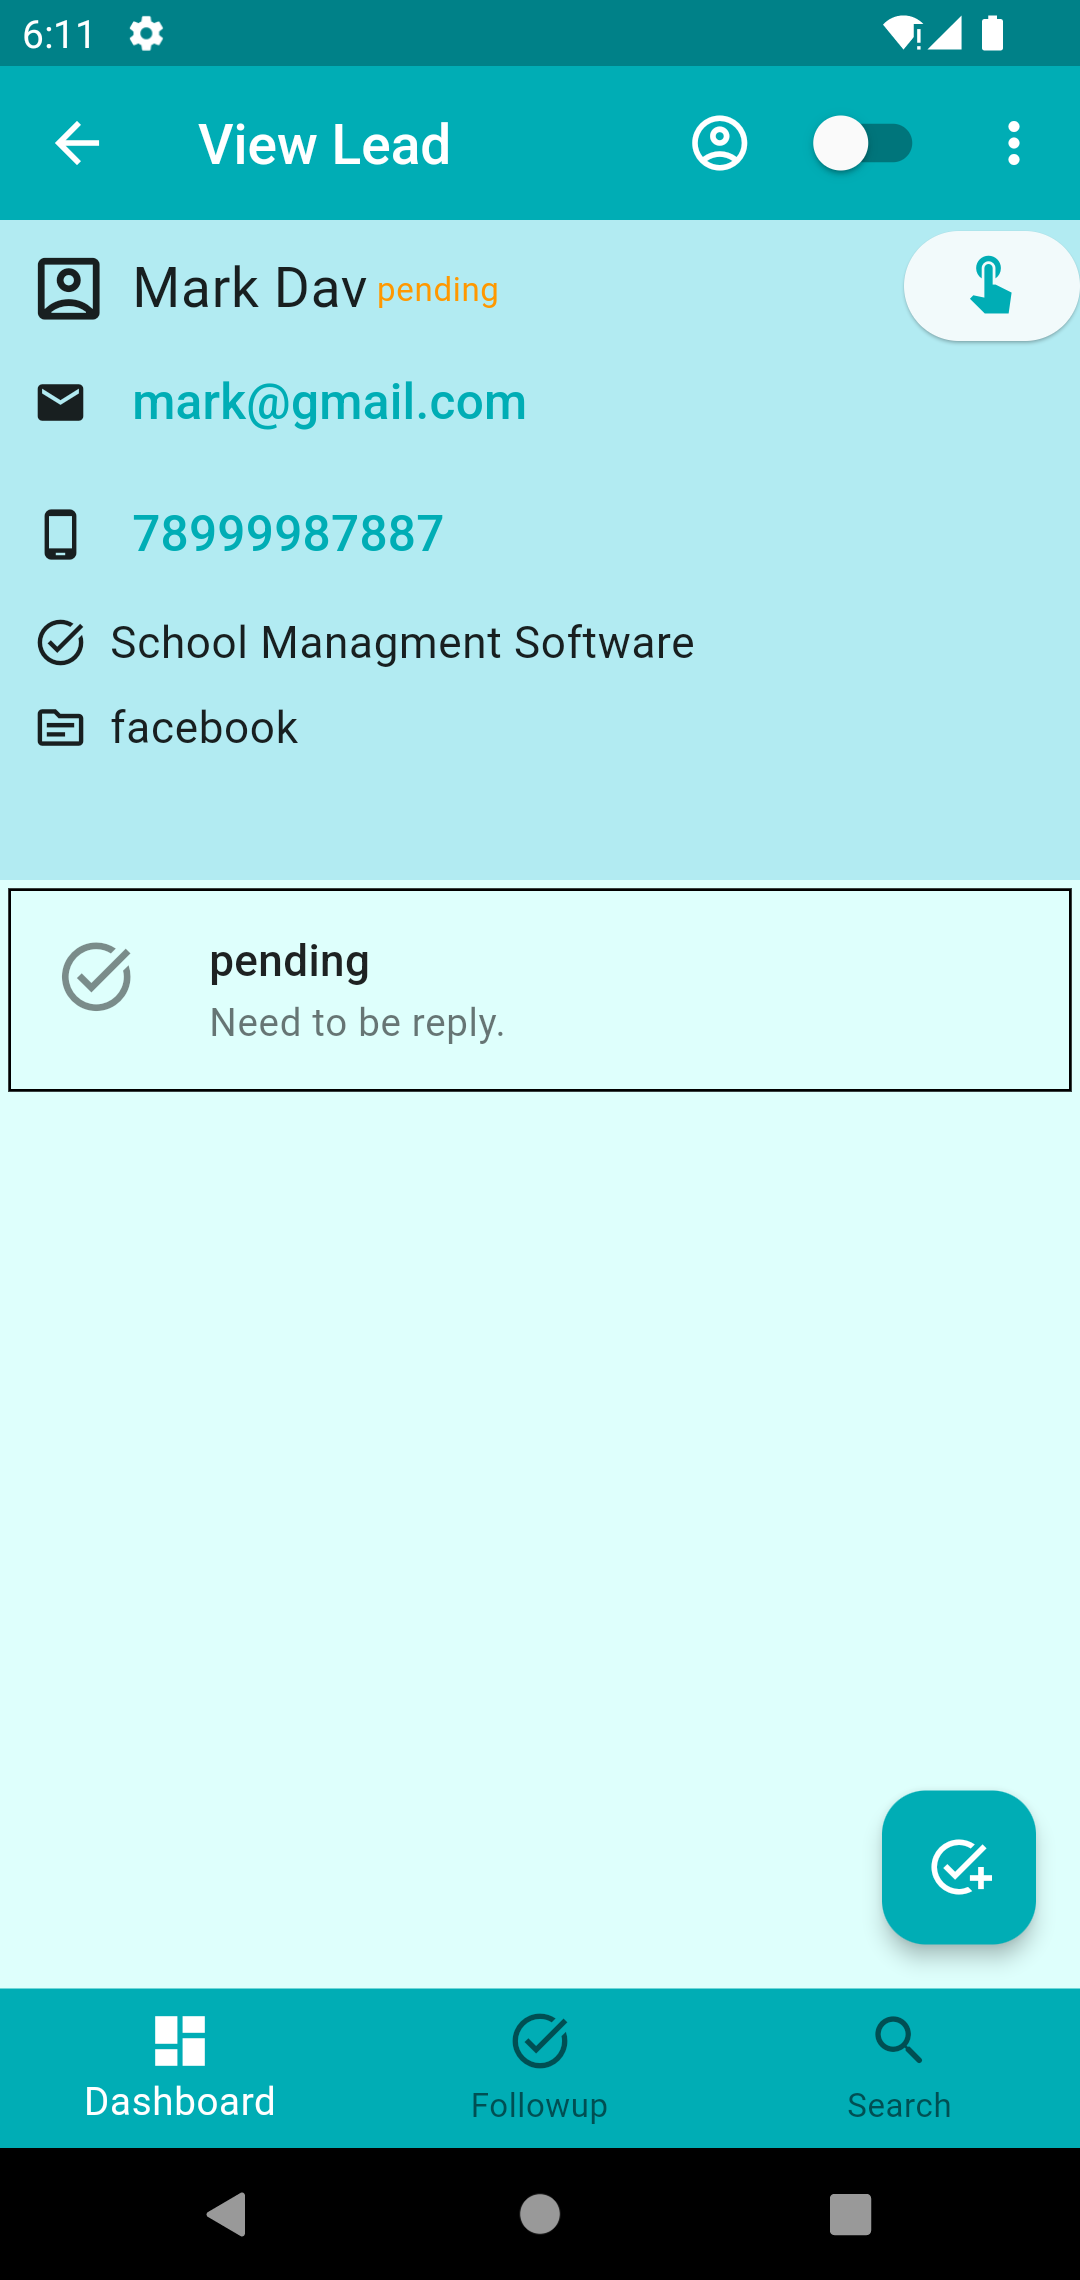 6:11
View Lead
Mark Dav pending
mark@gmail.com
78999987887
School Managment Software
facebook
pending
Need to be reply.
Dashboard
Followup
Search